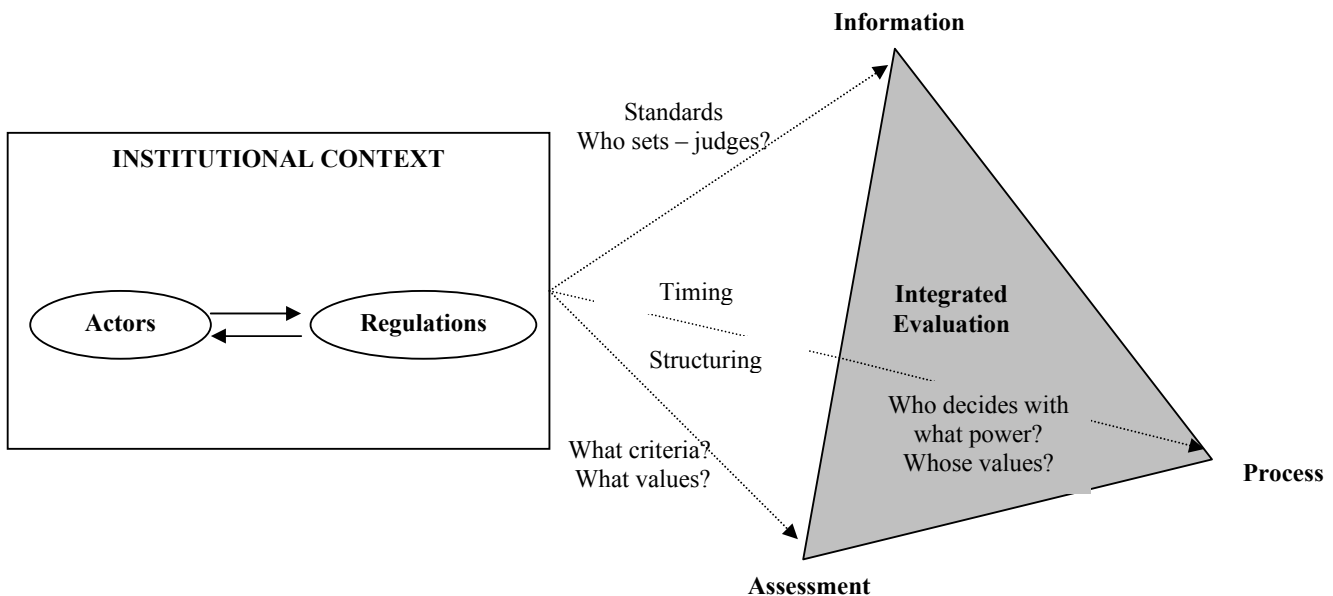 Information
Standards
Who sets – judges?
INSTITUTIONAL CONTEXT
Actors
Regulations
Timing
Structuring
Integrated
Evaluation
Who decides with
what power?
Whose values?
What criteria?
What values?
Process
Assessment